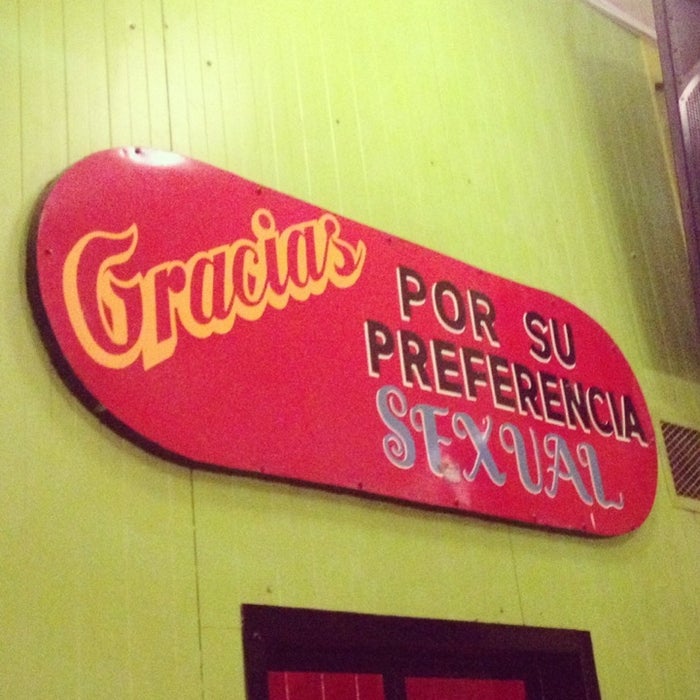 Gracias
POR SU
PREFERENCIA
SEXUAL